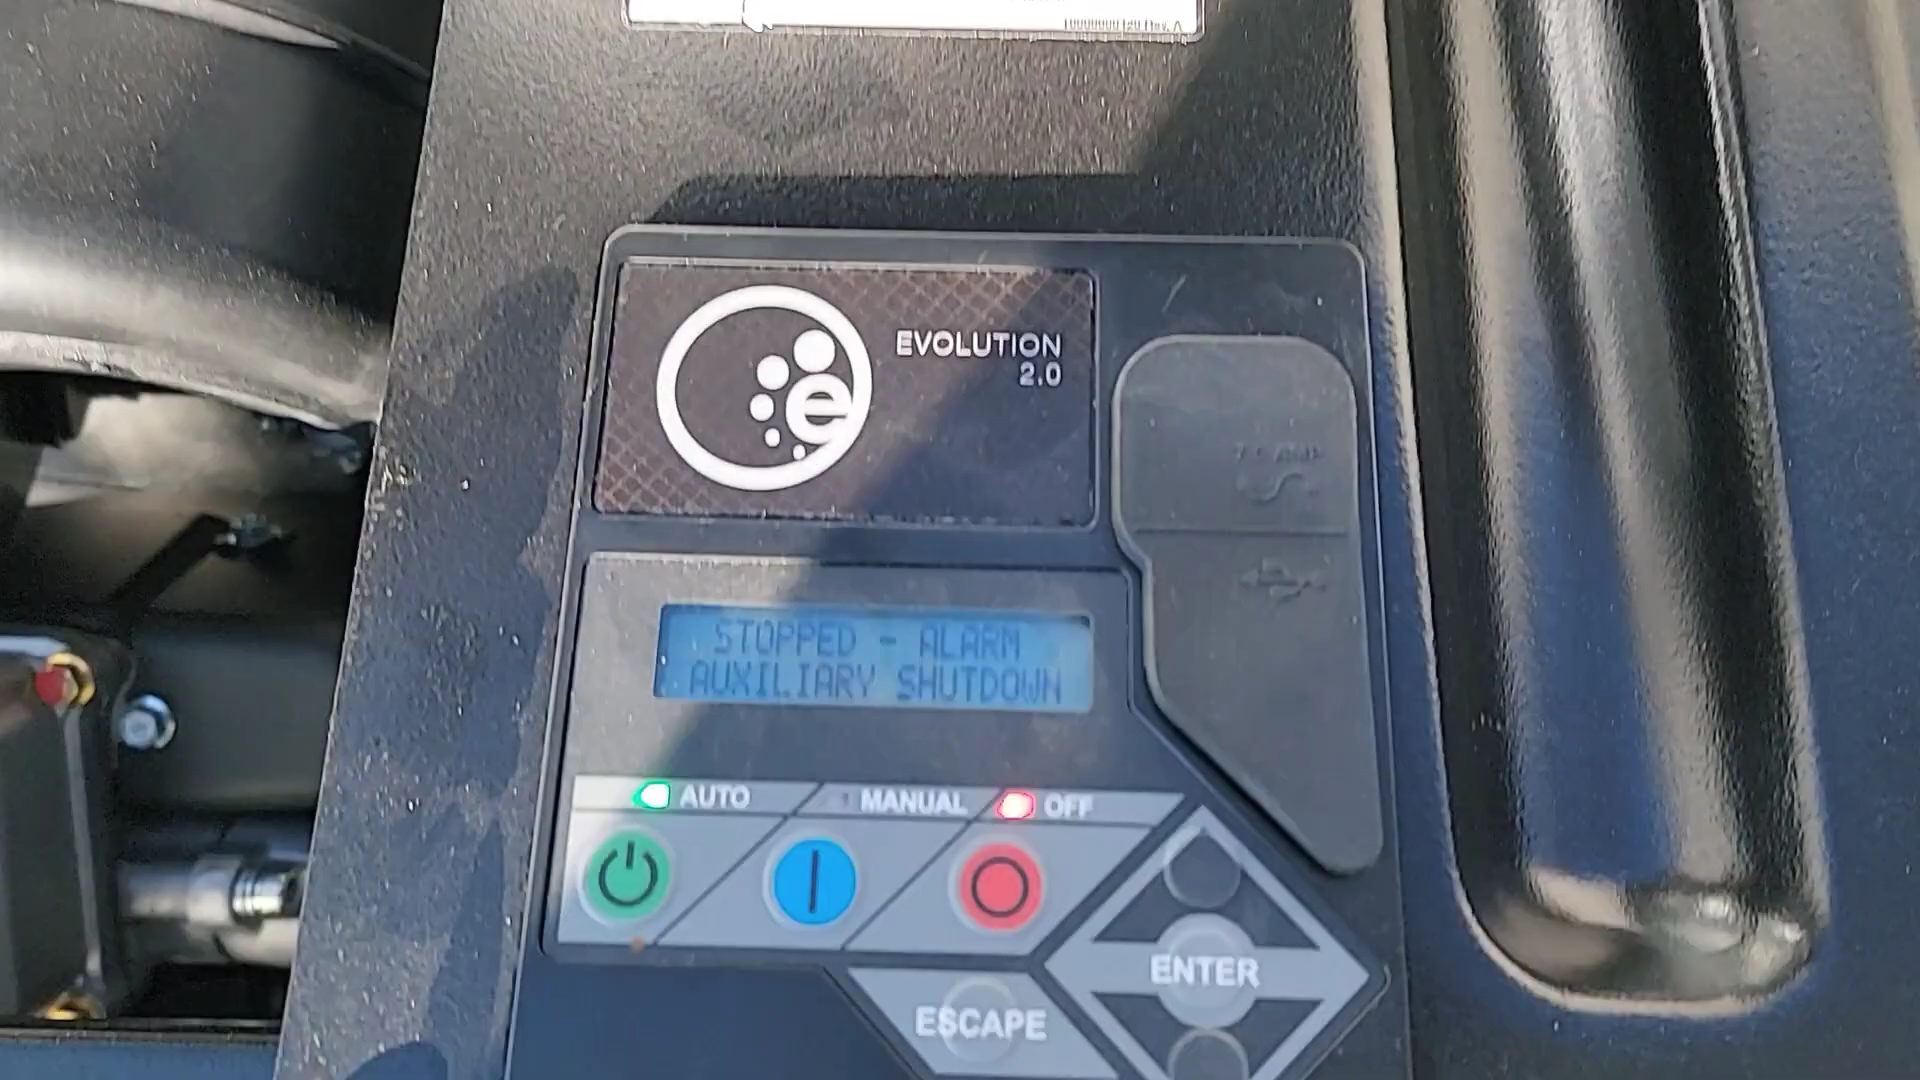 EVOLUTION
2.0
STOPPED - ALARM
AUXILIARY SHUTDOWN
AUTO
MANUAL
OFF
ENTER
ESCAPE